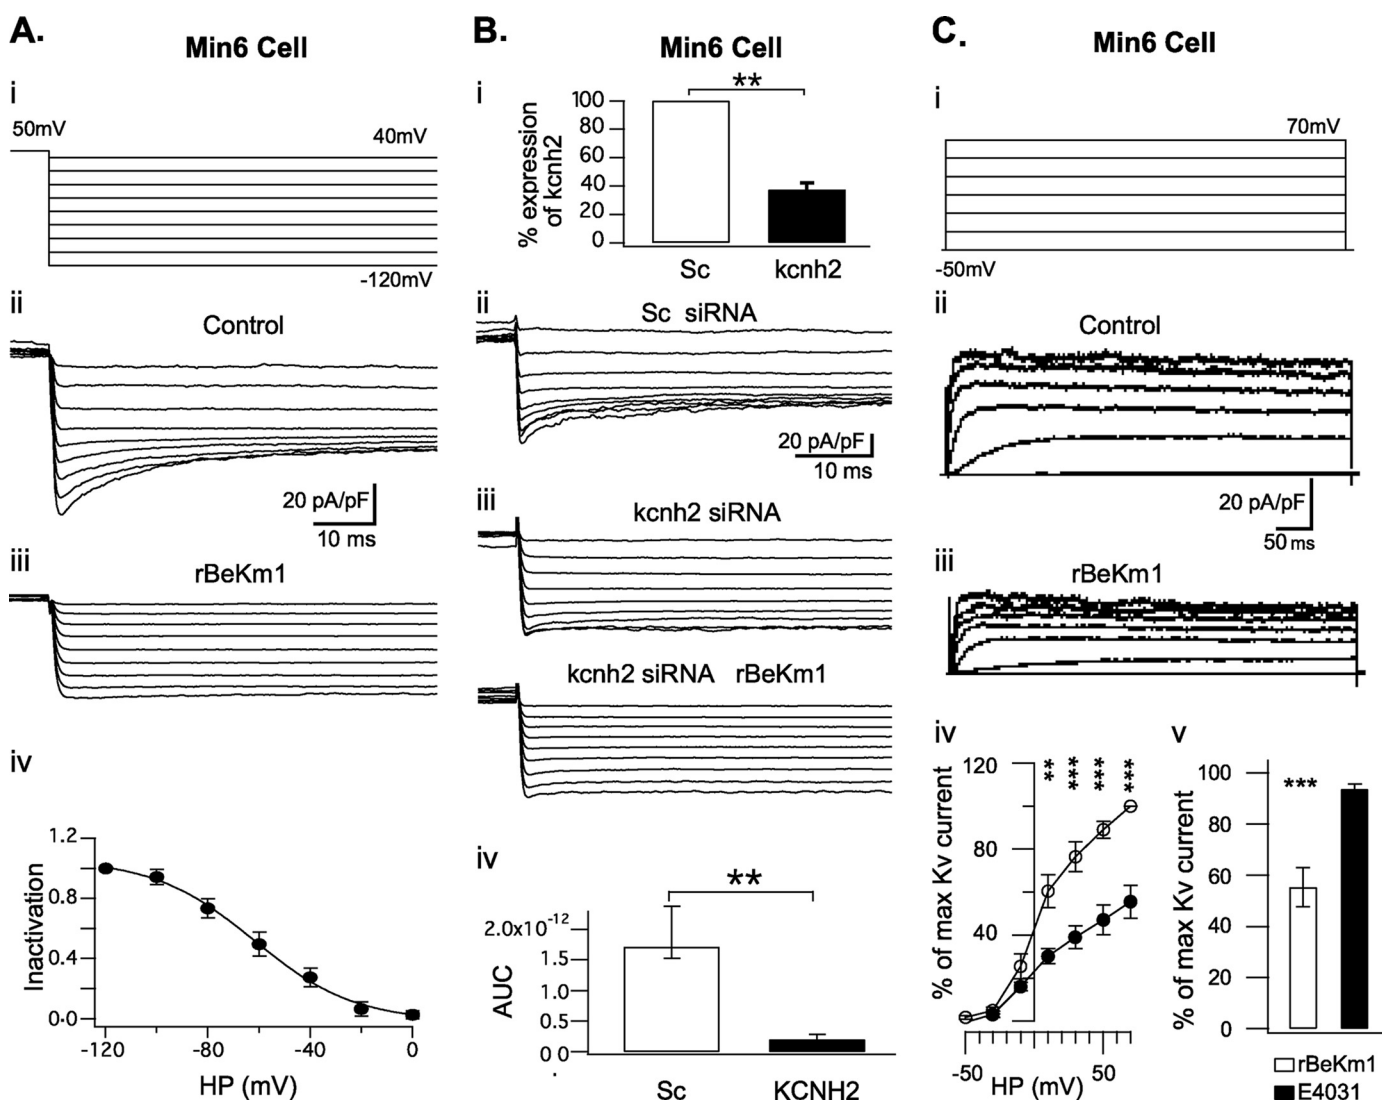 A.
Min6 Cell
i
50mV
40mV
-120mV
ii
Control
20 pA/pF
10 ms
iii
rBeKm1
iv
Inactivation
1.2
0.8
0.4
0.0
-120
-80
-40
0
HP (mV)
B.
Min6 Cell
i
**
% expression
of kcnh2
100
80
60
40
20
0
Sc
kcnh2
ii
Sc siRNA
20 pA/pF
10 ms
iii
kcnh2 siRNA
kcnh2 siRNA rBeKm1
iv
**
AUC
2.0x10-12
1.5
1.0
0.5
0 0
Sc
KCNH2
C.
Min6 Cell
i
70mV
-50mV
ii
Control
20 pA/pF
50 ms
iii
rBeKm1
iv
% of max Kv current
120
80
40
**
***
***
***
-50
50
HP (mV)
v
% of max Kv current
100
80
60
40
20
0
***
rBeKm1
E4031